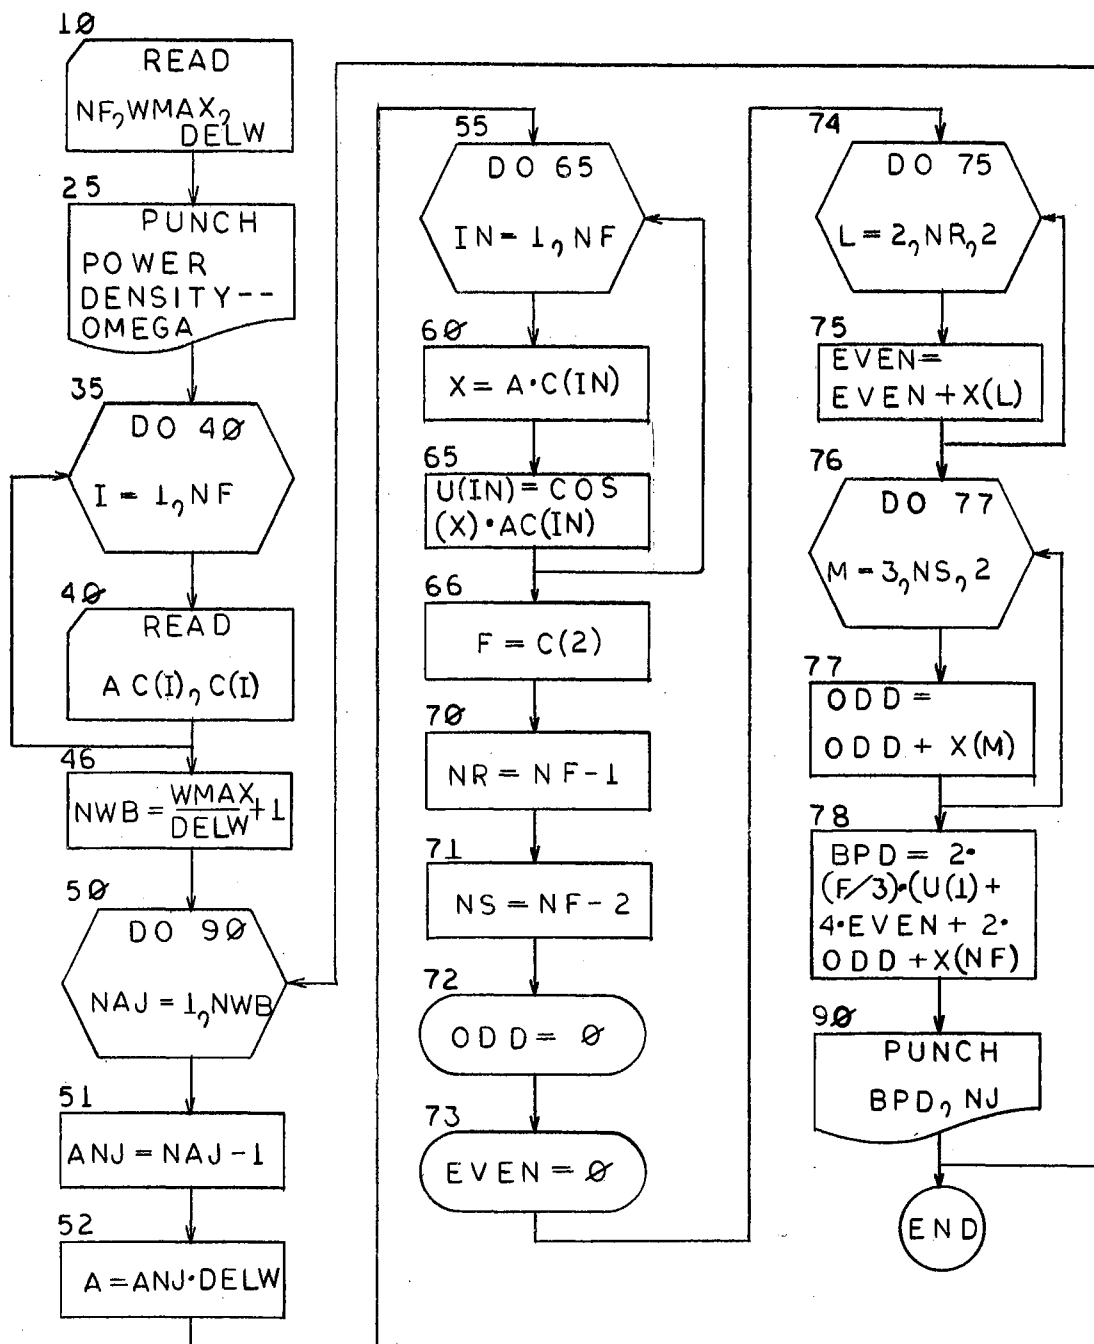 10
READ
NF,WMAX,
DELW
25
PUNCH
POWER
DENSITY--
OMEGA
35
DO 40
I = 1,NF
40
READ
AC(I),C(I)
46
NWB = WMAX/DELW + 1
50
DO 90
NAJ = 1,NWB
51
ANJ = NAJ-1
52
A = ANJ·DELW
55
DO 65
IN = 1,NF
60
X = A·C(IN)
65
U(IN) = COS
(X)·AC(IN)
66
F = C(2)
70
NR = NF-1
71
NS = NF-2
72
ODD = 0
73
EVEN = 0
74
DO 75
L = 2,NR,2
75
EVEN =
EVEN + X(L)
76
DO 77
M = 3,NS,2
77
ODD =
ODD + X(M)
78
BPD = 2·
(F/3)·(U(1) +
4·EVEN + 2·
ODD + X(NF)
90
PUNCH
BPD, NJ
END